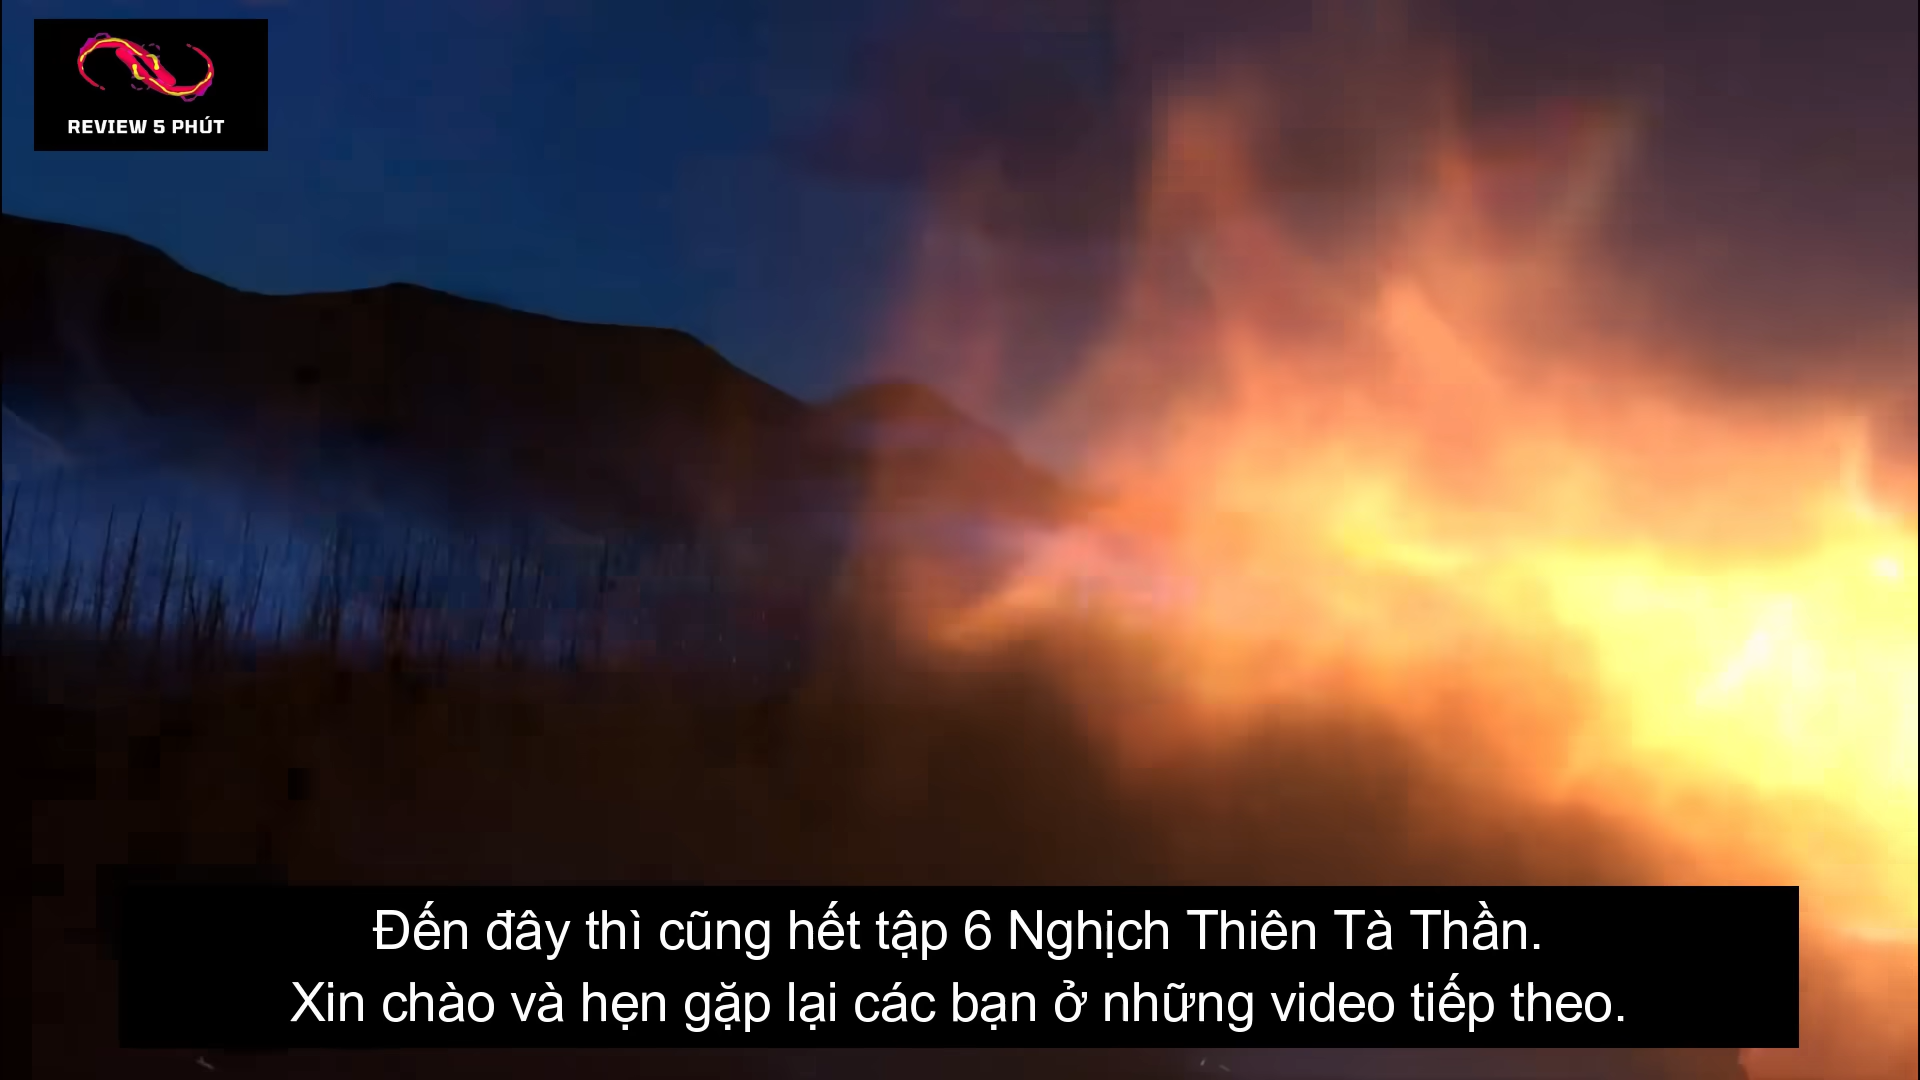 REVIEW 5 PHÚT
Đến đây thì cũng hết tập 6 Nghịch Thiên Tà Thần.
Xin chào và hẹn gặp lại các bạn ở những video tiếp theo.